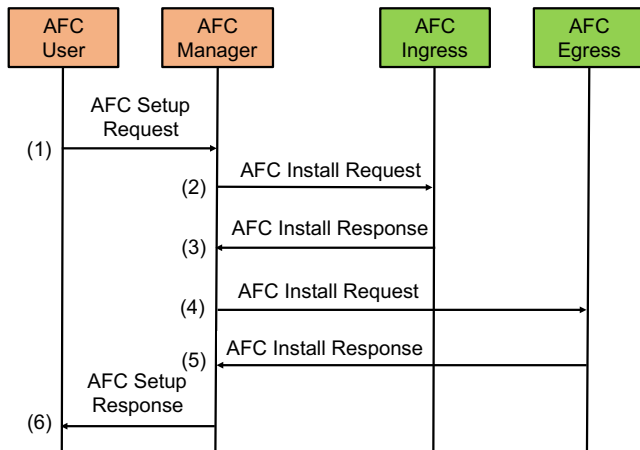 AFC
User
AFC
Manager
AFC
Ingress
AFC
Egress
AFC Setup
Request
(1)
AFC Install Request
(2)
AFC Install Response
(3)
AFC Install Request
(4)
AFC Install Response
(5)
AFC Setup
Response
(6)